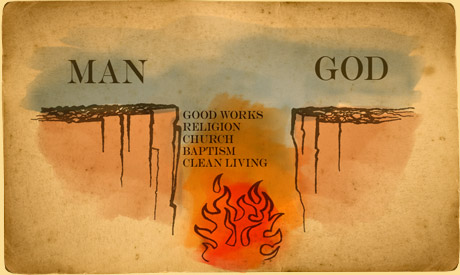 MAN
GOD
GOOD WORKS
RELIGION
CHURCH
BAPTISM
CLEAN LIVING